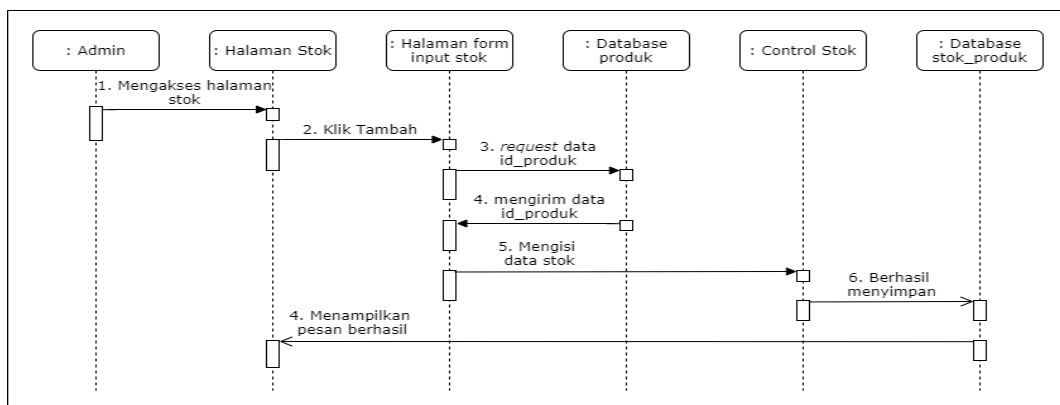 : Admin
: Halaman Stok
: Halaman form
input stok
: Database
produk
: Control Stok
: Database
stok_produk
1. Mengakses halaman
stok
2. Klik Tambah
3. request data
id_produk
4. mengirim data
id_produk
5. Mengisi
data stok
6. Berhasil
menyimpan
4. Menampilkan
pesan berhasil